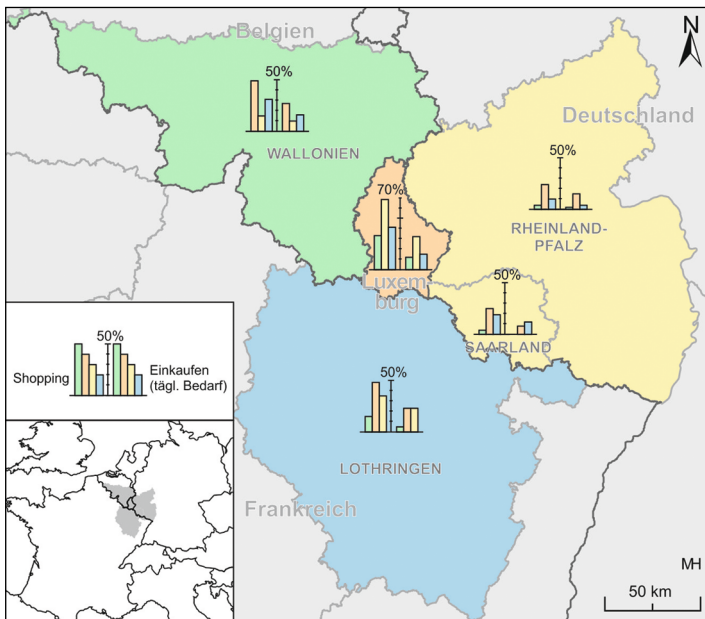 Belgien
N
50%
WALLONIEN
Deutschland
50%
RHEINLAND-
PFALZ
70%
Luxem-
burg
50%
SAARLAND
50%
Shopping
Einkaufen
(tägl. Bedarf)
50%
LOTHRINGEN
Frankreich
MH
50 km